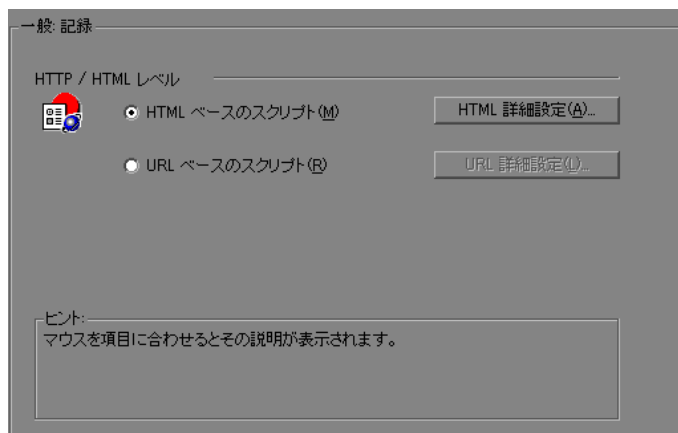 一般: 記録
HTTP / HTML レベル
HTML ベースのスクリプト(M)
HTML 詳細設定(A)...
URL ベースのスクリプト(R)
URL 詳細設定(L)...
ヒント:
マウスを項目に合わせるとその説明が表示されます。